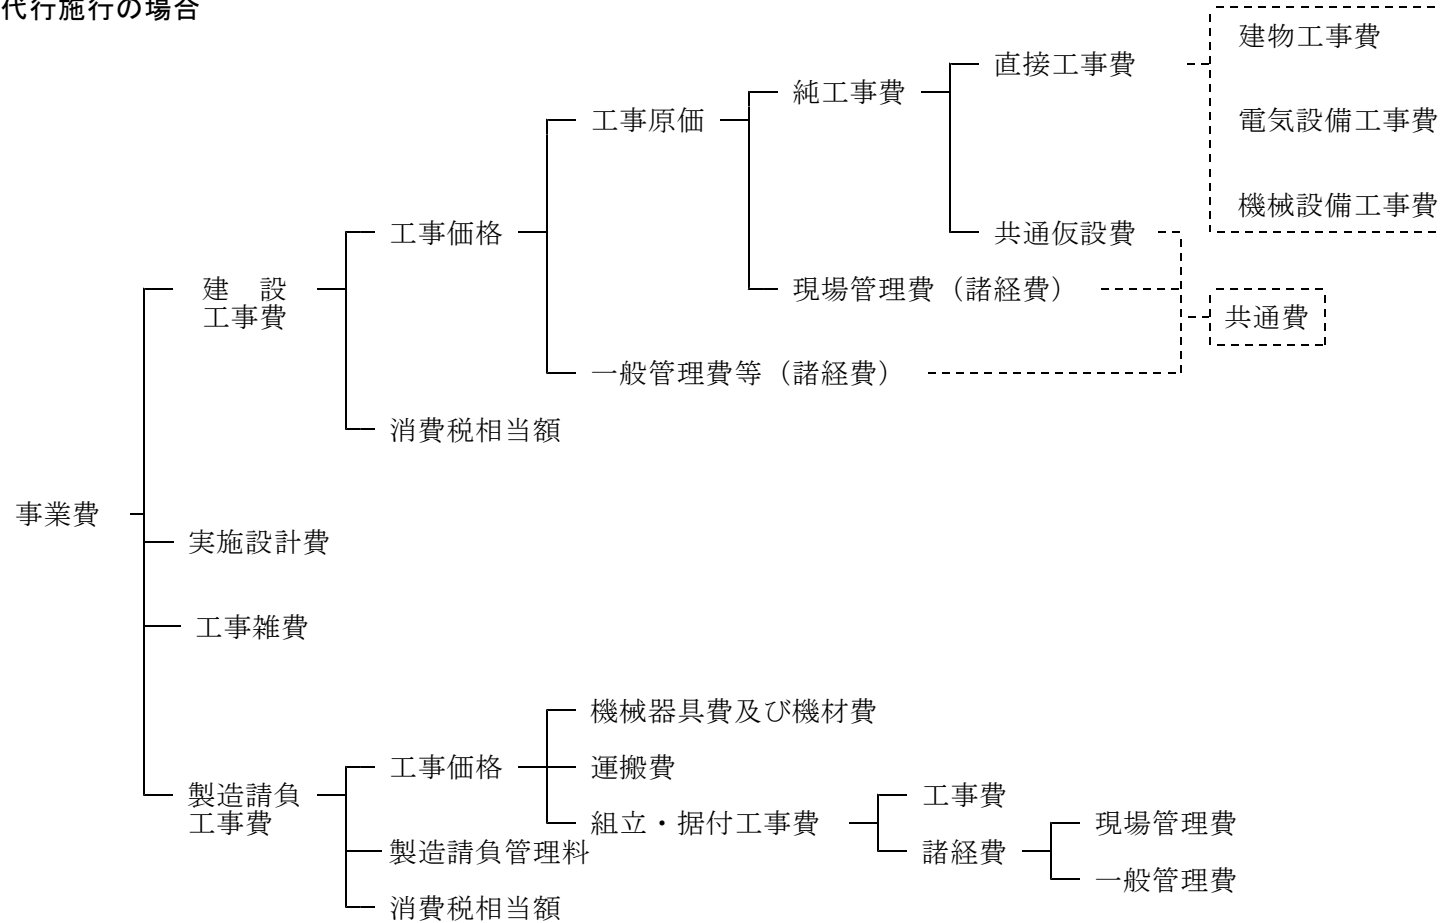 代行施行の場合
建物工事費
直接工事費
純工事費
工事原価
電気設備工事費
機械設備工事費
工事価格
共通仮設費
建　設
工事費
現場管理費（諸経費）
共通費
一般管理費等（諸経費）
消費税相当額
事業費
実施設計費
工事雑費
機械器具費及び機材費
工事価格
運搬費
製造請負
工事費
工事費
組立・据付工事費
現場管理費
製造請負管理料
諸経費
一般管理費
消費税相当額